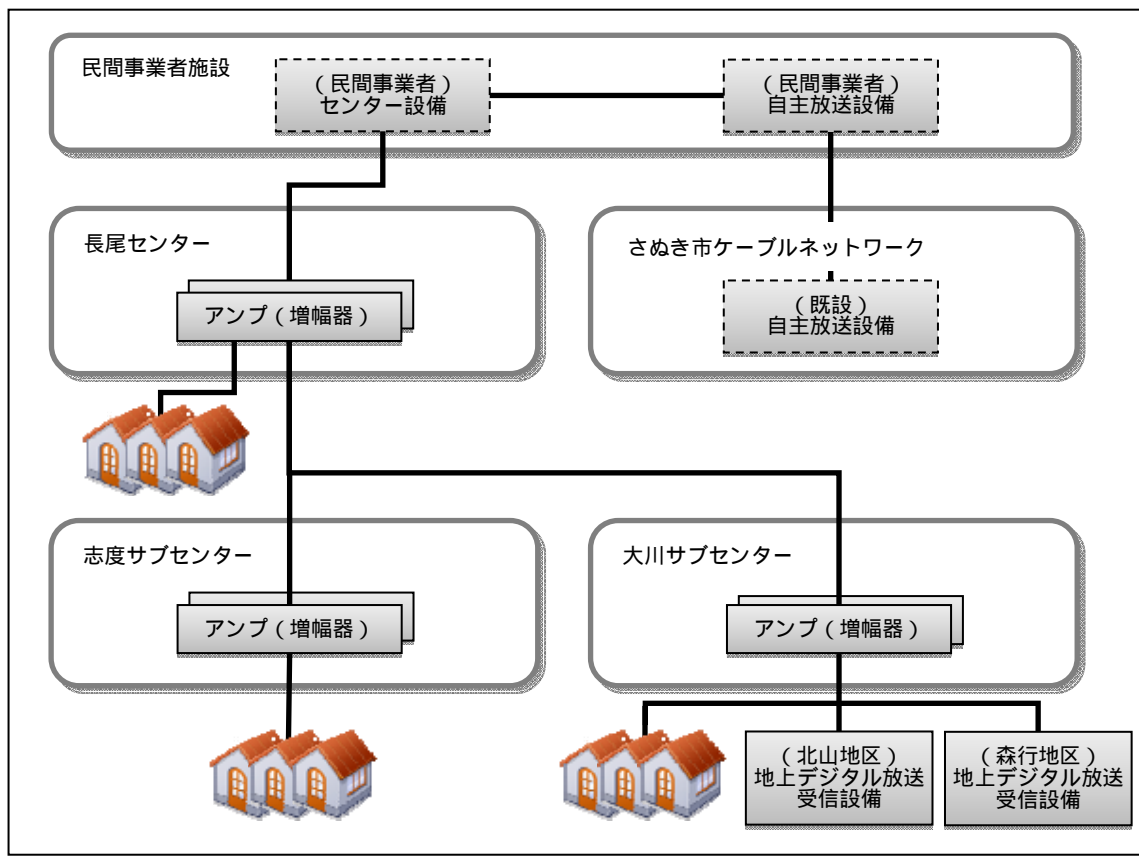 民間事業者施設
（民間事業者）
センター設備
（民間事業者）
自主放送設備
長尾センター
アンプ（増幅器）
さぬき市ケーブルネットワーク
（既設）
自主放送設備
志度サブセンター
アンプ（増幅器）
大川サブセンター
アンプ（増幅器）
（北山地区）
地上デジタル放送
受信設備
（森行地区）
地上デジタル放送
受信設備